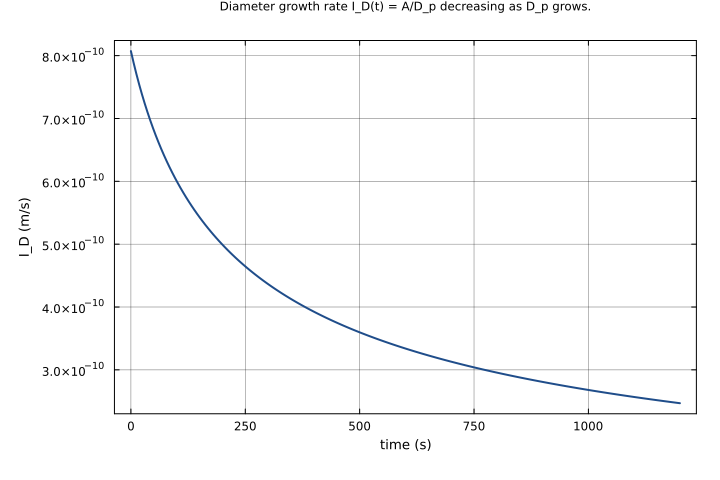 Diameter growth rate I_D(t) = A/D_p decreasing as D_p grows.
8.0×10⁻¹⁰
7.0×10⁻¹⁰
6.0×10⁻¹⁰
5.0×10⁻¹⁰
4.0×10⁻¹⁰
3.0×10⁻¹⁰
I_D (m/s)
0 250 500 750 1000
time (s)